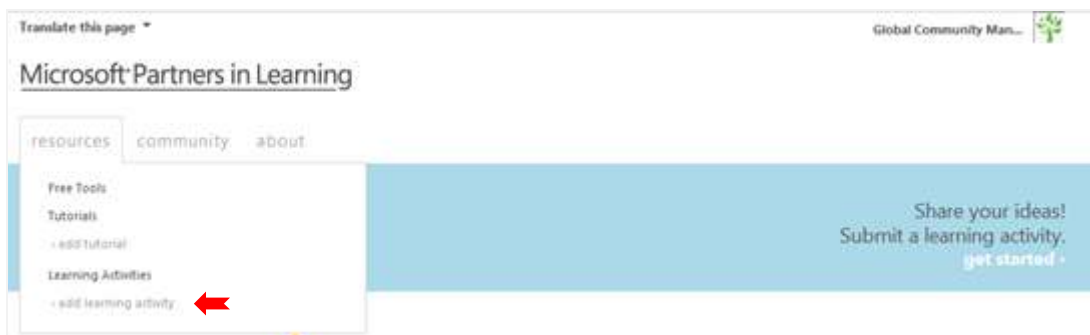 Translate this page
Global Community Man...
Microsoft Partners in Learning
resources community about
Free Tools
Tutorials
- add tutorial
Learning Activities
- add learning activity
Share your ideas!
Submit a learning activity.
get started ›